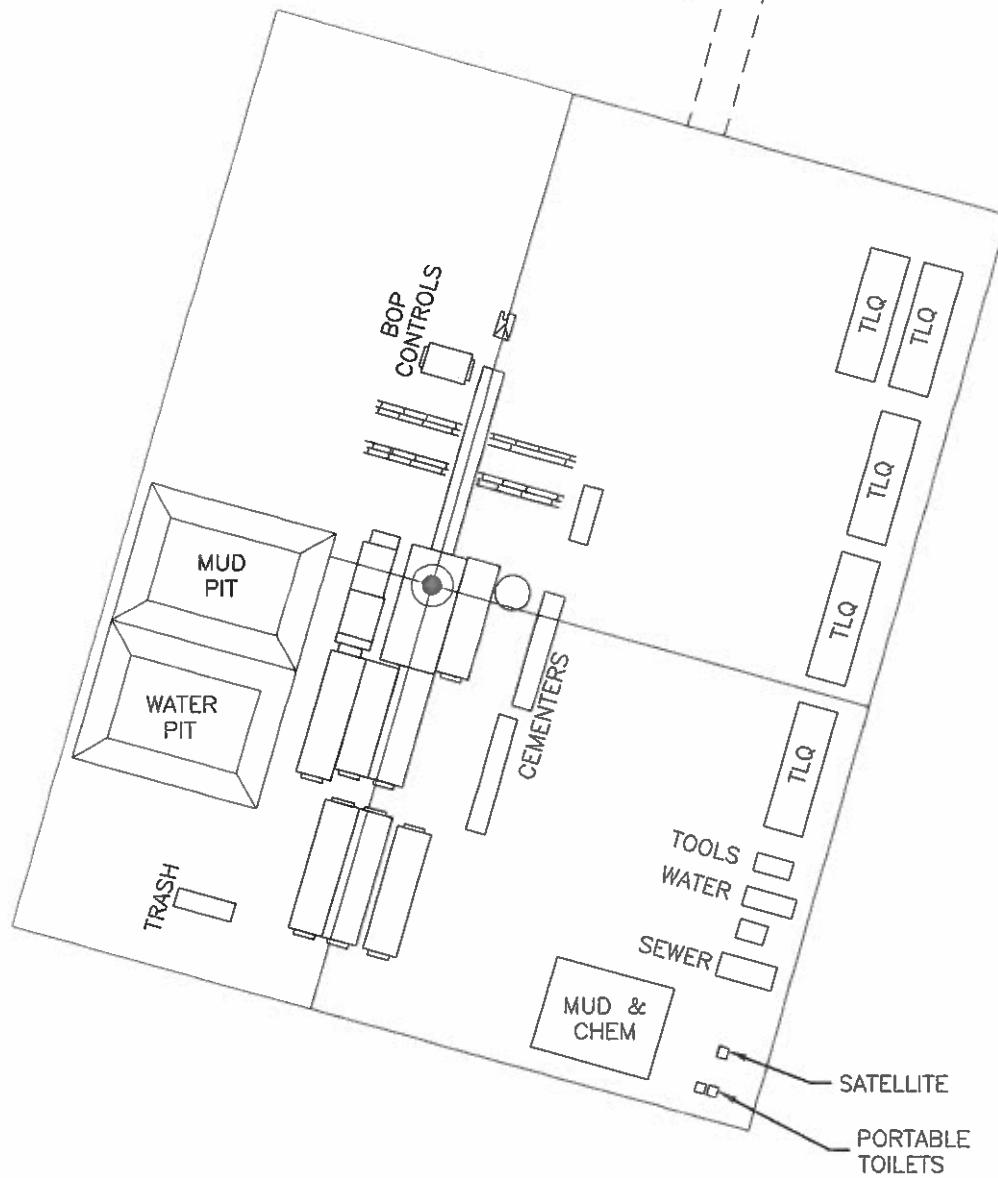 BOP
CONTROLS
TLQ
TLQ
TLQ
MUD
PIT
TLQ
WATER
PIT
CEMENTERS
TLQ
TOOLS
WATER
TRASH
SEWER
MUD &
CHEM
SATELLITE
PORTABLE
TOILETS